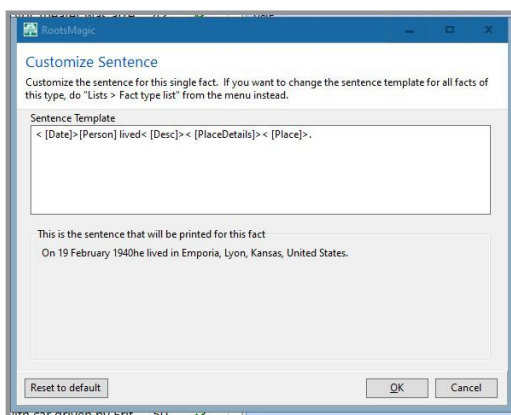 RootsMagic
Customize Sentence
Customize the sentence for this single fact. If you want to change the sentence template for all facts of
this type, do "Lists > Fact type list" from the menu instead.
Sentence Template
< [Date]>[Person] lived< [Desc]>< [PlaceDetails]>< [Place]>.
This is the sentence that will be printed for this fact
On 19 February 1940he lived in Emporia, Lyon, Kansas, United States.
Reset to default
OK
Cancel